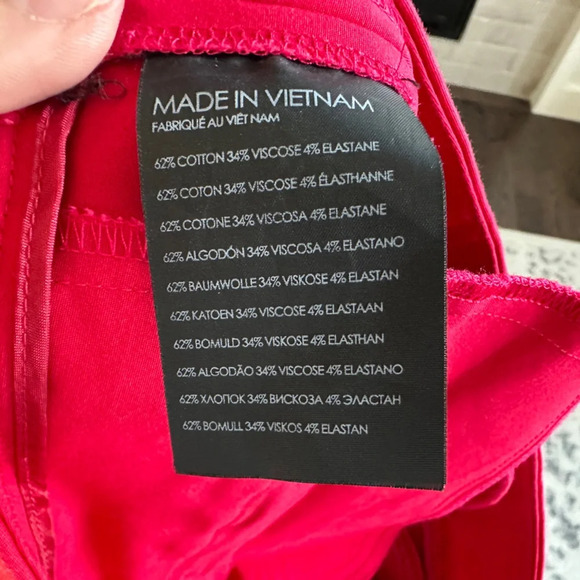 MADE IN VIETNAM
FABRIQUÉ AU VIÊT NAM
62% COTTON 34% VISCOSE 4% ELASTANE
62% COTON 34% VISCOSE 4% ÉLASTHANNE
62% COTONE 34% VISCOSA 4% ELASTANE
62% ALGODÓN 34% VISCOSA 4% ELASTANO
62% BAUMWOLLE 34% VISKOSE 4% ELASTAN
62% KATOEN 34% VISCOSE 4% ELASTAAN
62% BOMULD 34% VISKOSE 4% ELASTHAN
62% ALGODÃO 34% VISCOSE 4% ELASTANO
62% ХЛОПОК 34% ВИСКОЗА 4% ЭЛАСТАН
62% BOMULL 34% VISKOS 4% ELASTAN